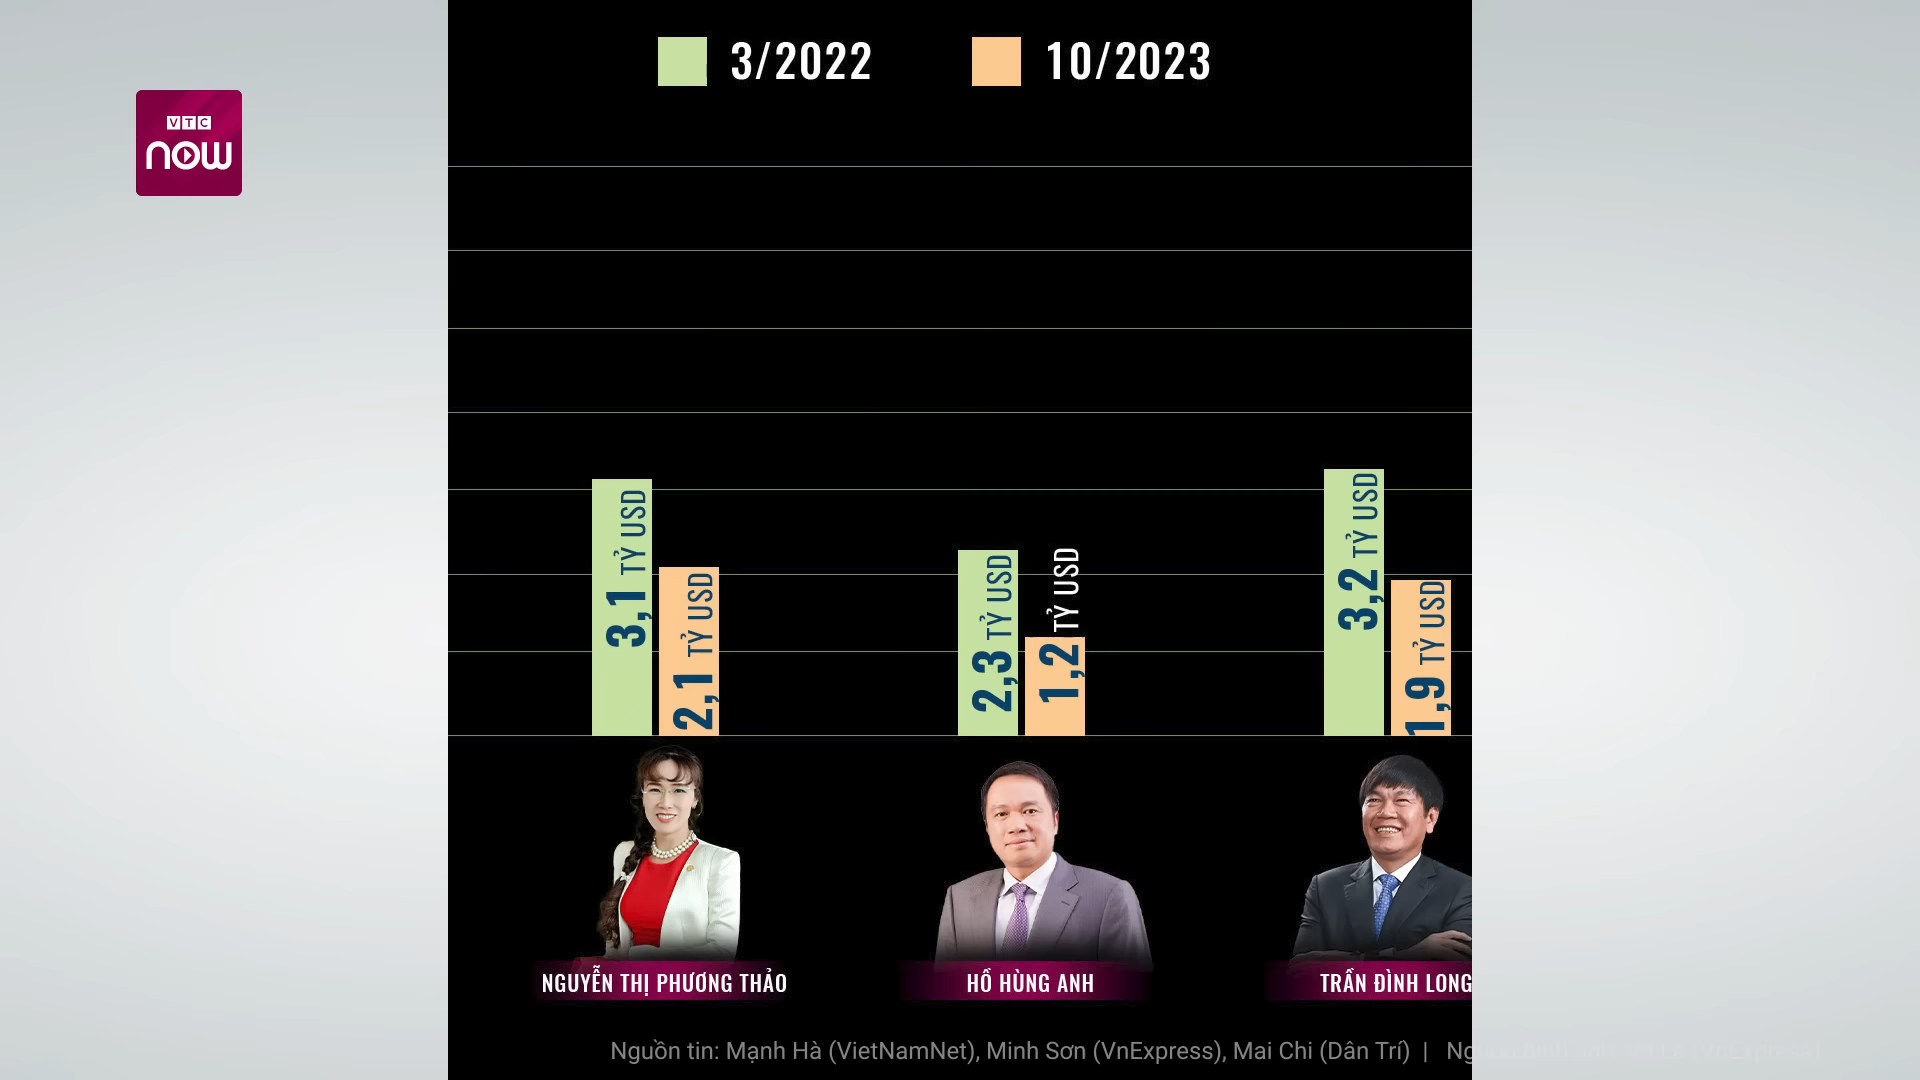 3/2022
10/2023
VTC
now
3,1 TỶ USD
2,1 TỶ USD
2,3 TỶ USD
1,2 TỶ USD
3,2 TỶ USD
1,9 TỶ USD
NGUYỄN THỊ PHƯƠNG THẢO
HỒ HÙNG ANH
TRẦN ĐÌNH LONG
Nguồn tin: Mạnh Hà (VietNamNet), Minh Sơn (VnExpress), Mai Chi (Dân Trí) |